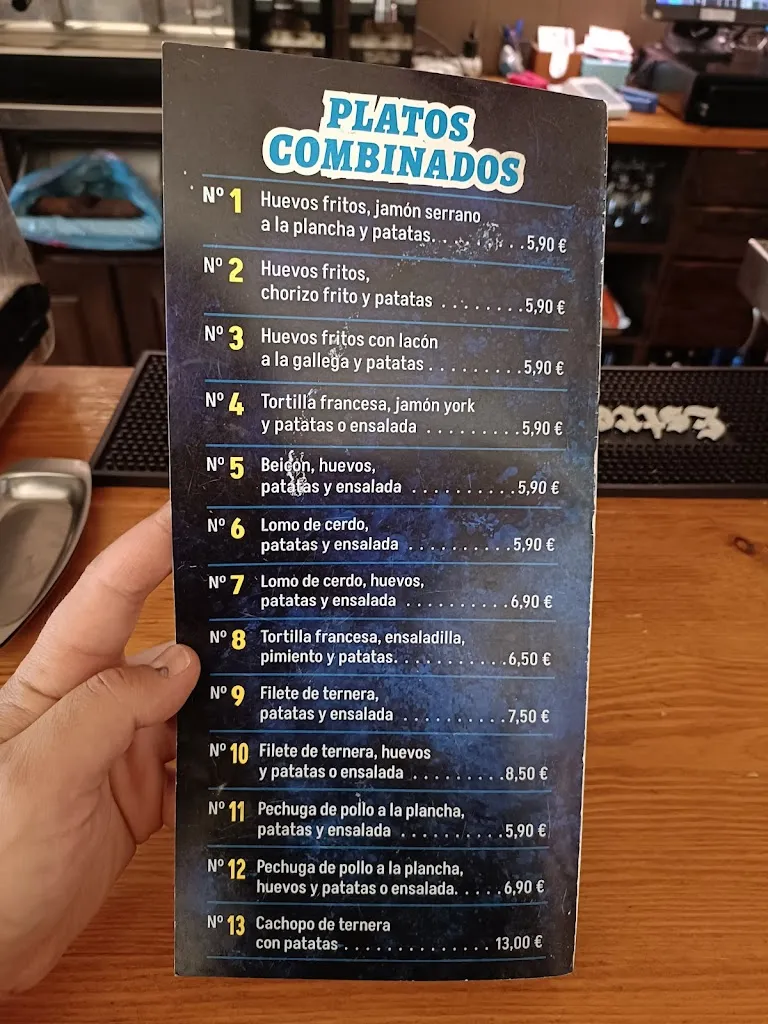 PLATOS
COMBINADOS
Nº 1 Huevos fritos, jamón serrano
a la plancha y patatas. . . . . . . . 5,90 €
Nº 2 Huevos fritos,
chorizo frito y patatas . . . . . . . . 5,90 €
Nº 3 Huevos fritos con lacón
a la gallega y patatas . . . . . . . . . 5,90 €
Nº 4 Tortilla francesa, jamón york
y patatas o ensalada . . . . . . . . . 5,90 €
Nº 5 Beicon, huevos,
patatas y ensalada . . . . . . . . . . 5,90 €
Nº 6 Lomo de cerdo,
patatas y ensalada . . . . . . . . . . 5,90 €
Nº 7 Lomo de cerdo, huevos,
patatas y ensalada . . . . . . . . . . 6,90 €
Nº 8 Tortilla francesa, ensaladilla,
pimiento y patatas. . . . . . . . . . . 6,50 €
Nº 9 Filete de ternera,
patatas y ensalada . . . . . . . . . . 7,50 €
Nº 10 Filete de ternera, huevos
y patatas o ensalada . . . . . . . . . 8,50 €
Nº 11 Pechuga de pollo a la plancha,
patatas y ensalada . . . . . . . . . . 5,90 €
Nº 12 Pechuga de pollo a la plancha,
huevos y patatas o ensalada. . . . . 6,90 €
Nº 13 Cachopo de ternera
con patatas . . . . . . . . . . . . . . 13,00 €